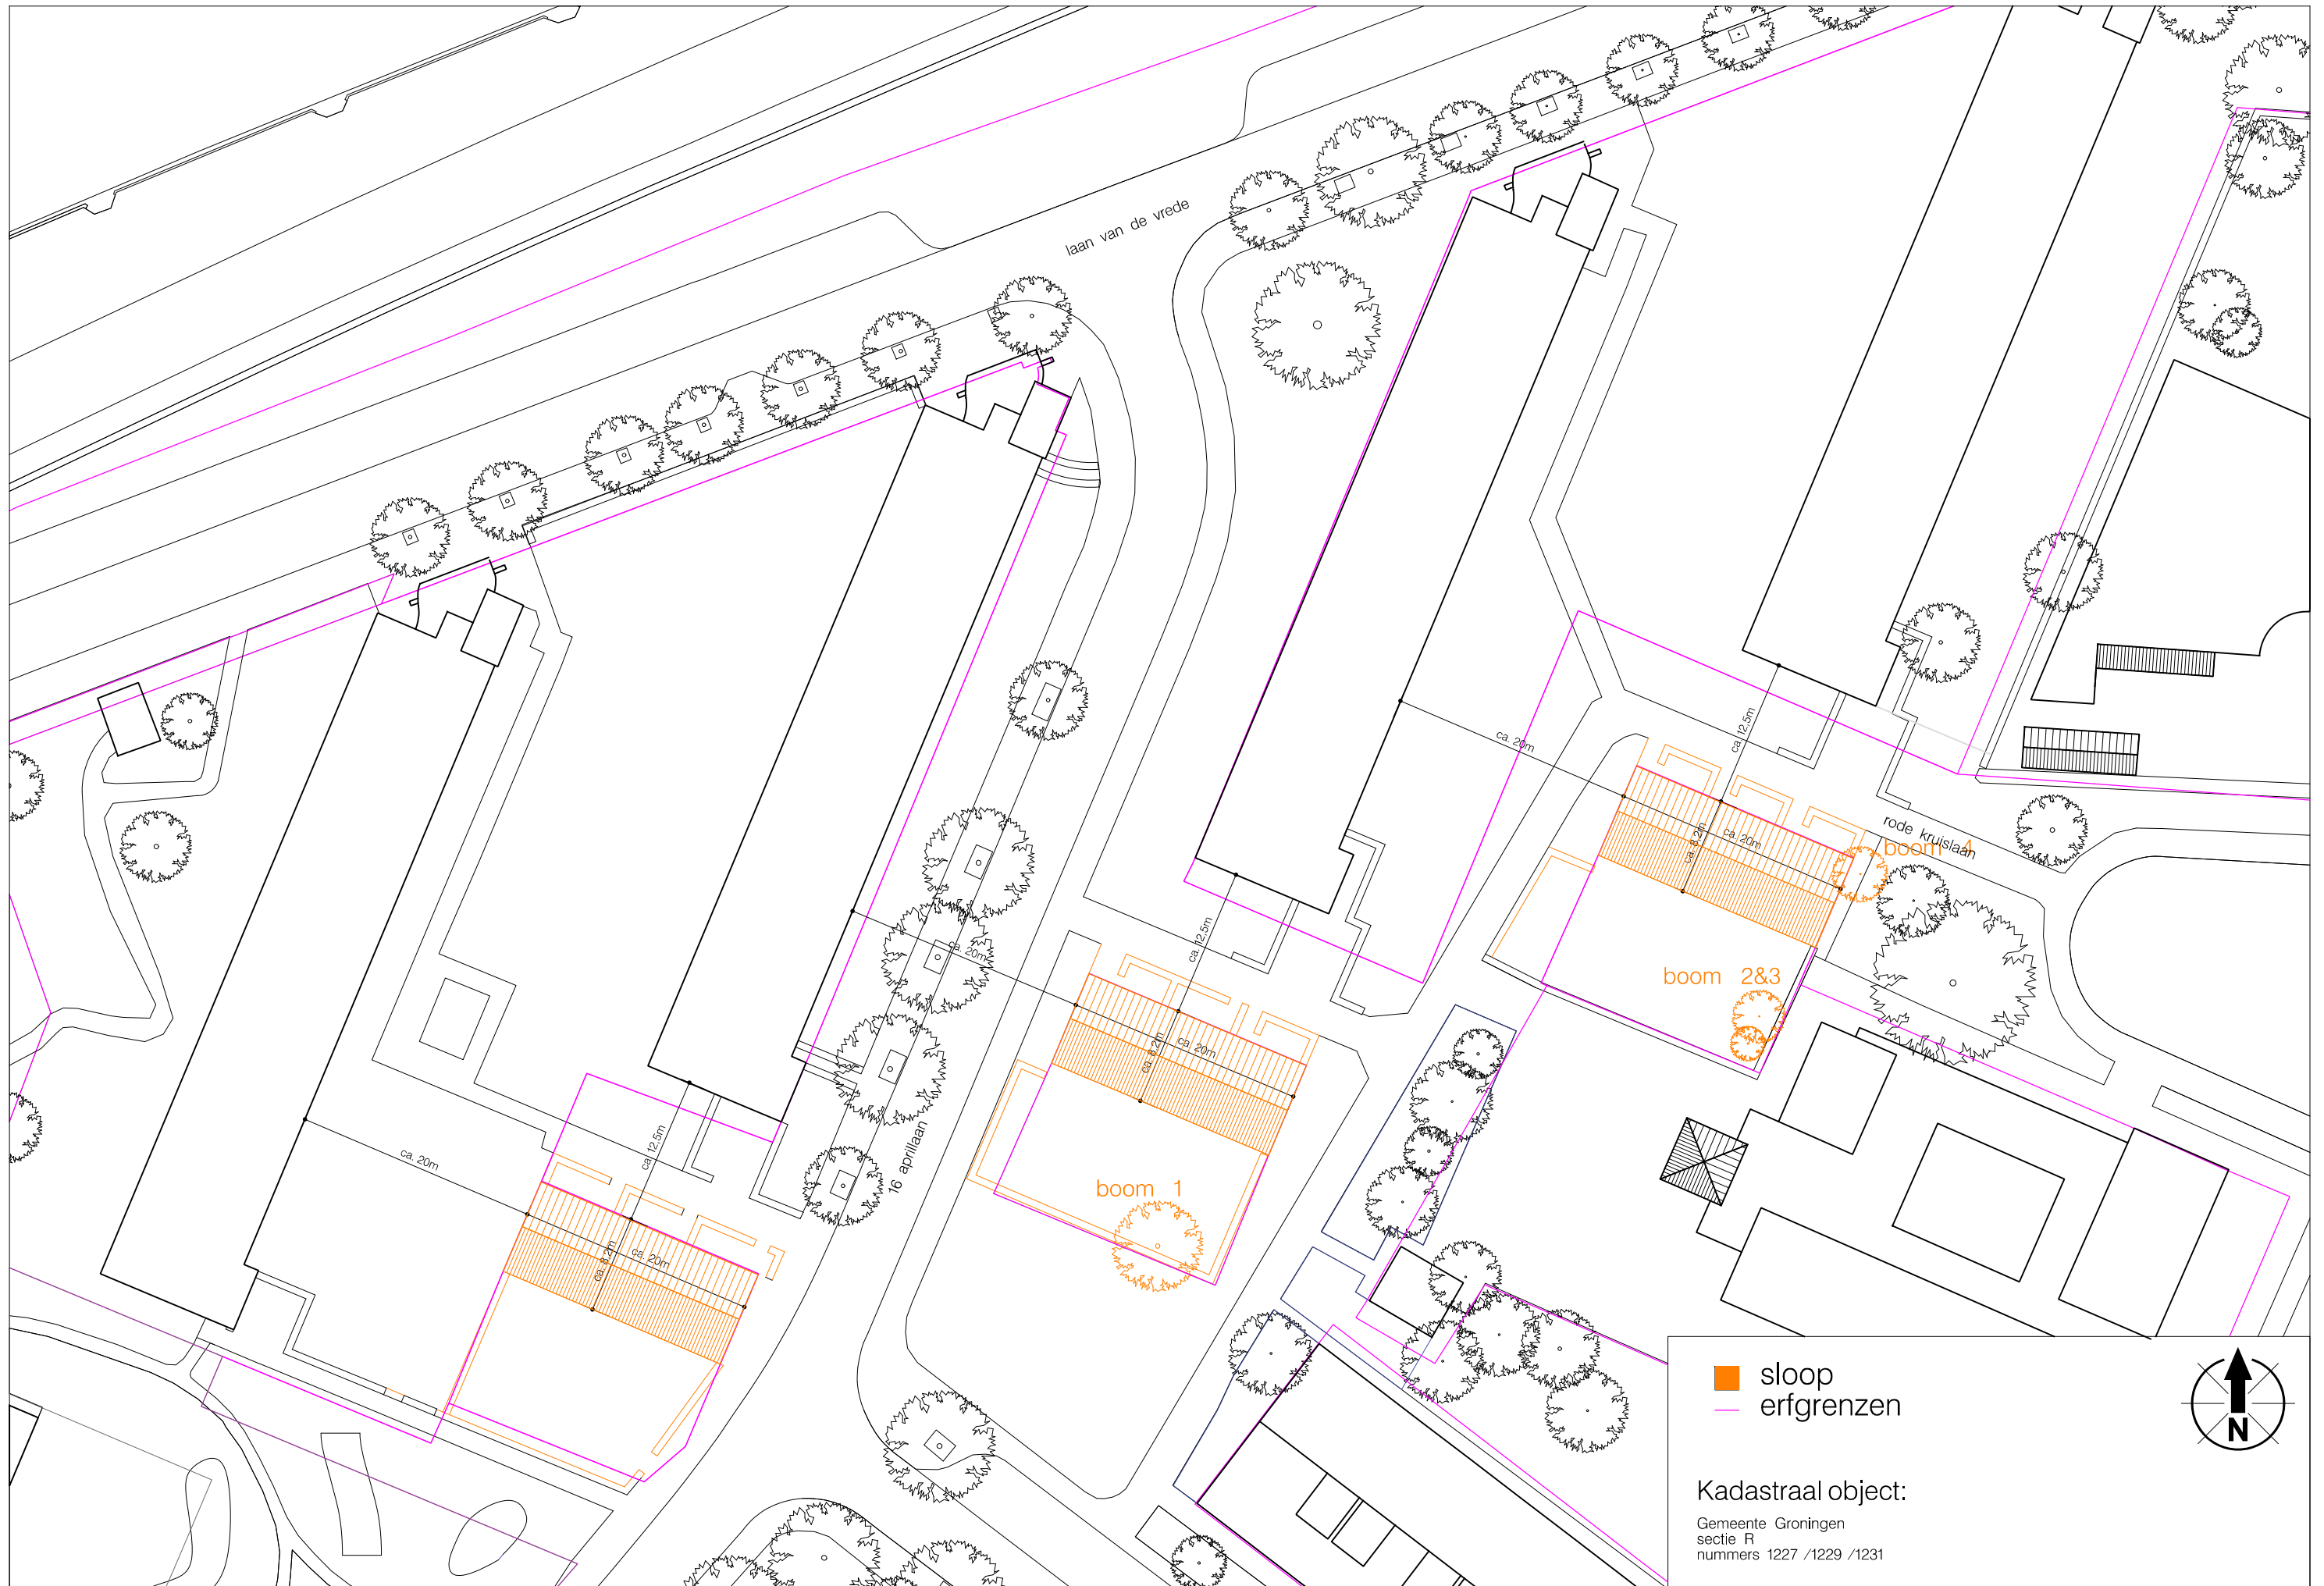 laan van de vrede
ca. 12.5m
ca. 20m
rode kruislaan
ca. 20m
ca. 8.2m
boom 4
ca. 12.5m
ca. 20m
boom 2&3
ca. 20m
ca. 8.2m
16 aprillaan
boom 1
ca. 12.5m
ca. 20m
ca. 20m
ca. 8.2m
sloop
erfgrenzen
N
Kadastraal object:
Gemeente Groningen
sectie R
nummers 1227 /1229 /1231